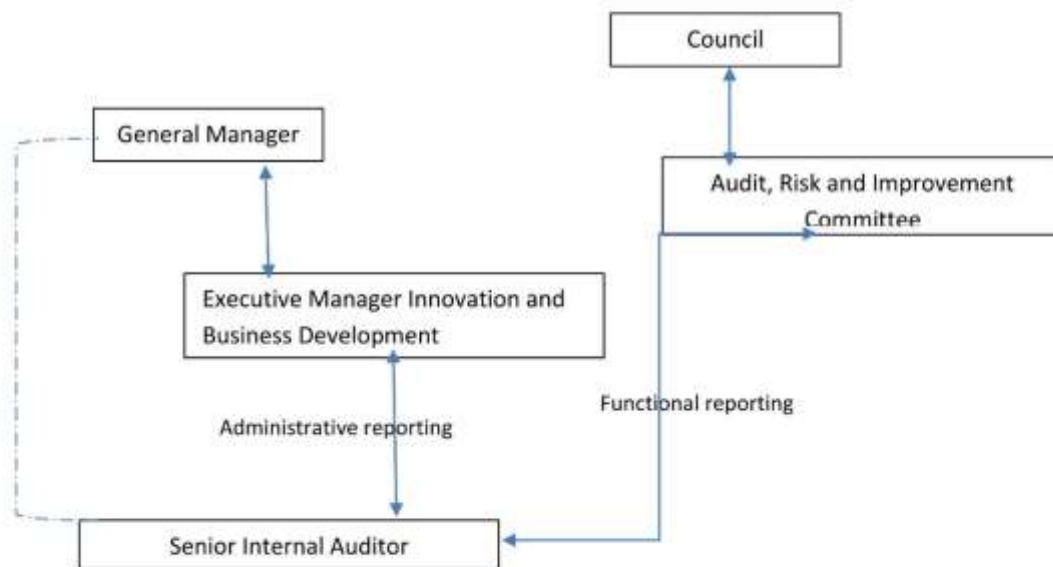 Council
General Manager
Audit, Risk and Improvement
Committee
Executive Manager Innovation and
Business Development
Functional reporting
Administrative reporting
Senior Internal Auditor